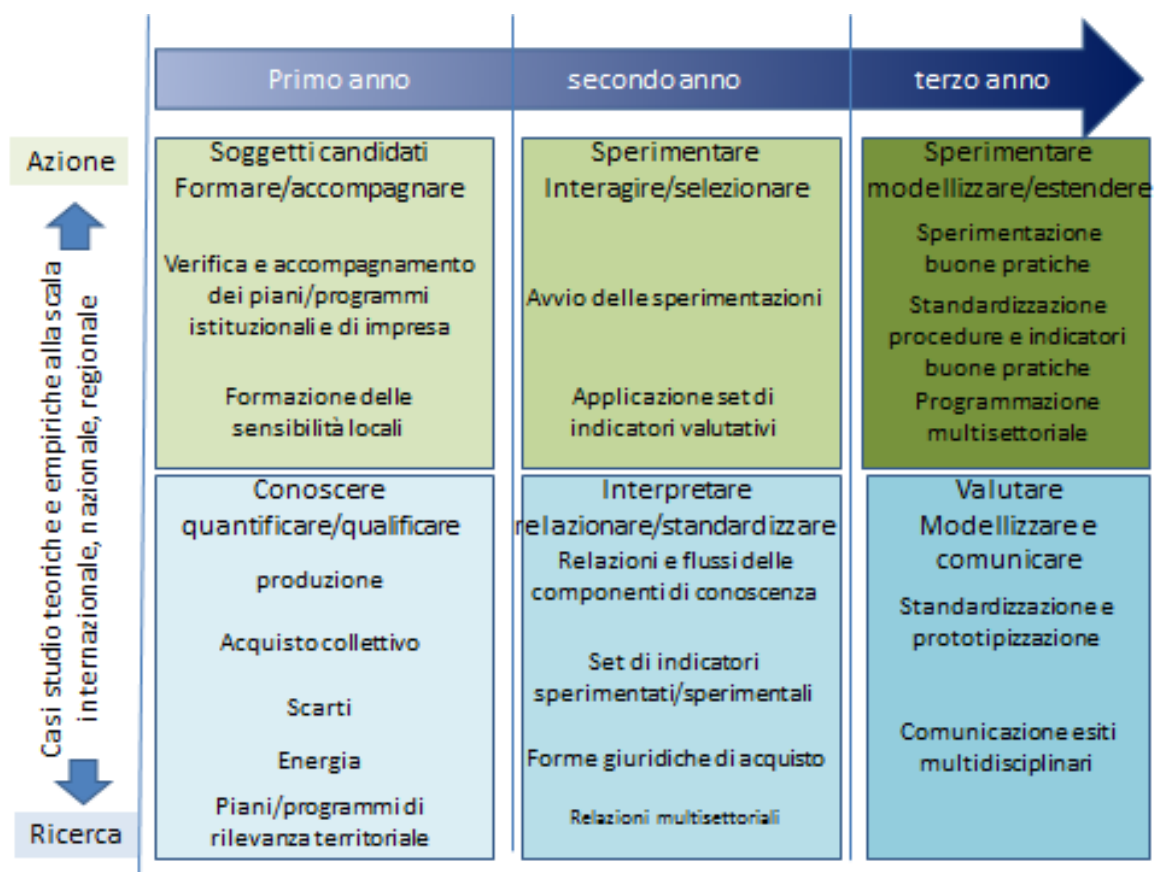 Primo anno
secondo anno
terzo anno
Azione
Casi studio teoriche e empiriche alla scala
internazionale, nazionale, regionale
Ricerca
Soggetti candidati
Formare/accompagnare
Verifica e accompagnamento
dei piani/programmi
istituzionali e di impresa
Formazione delle
sensibilità locali
Sperimentare
Interagire/selezionare
Avvio delle sperimentazioni
Applicazione set di
indicatori valutativi
Sperimentare
modellizzare/estendere
Sperimentazione
buone pratiche
Standardizzazione
procedure e indicatori
buone pratiche
Programmazione
multisettoriale
Conoscere
quantificare/qualificare
produzione
Acquisto collettivo
Scarti
Energia
Piani/programmi di
rilevanza territoriale
Interpretare
relazionare/standardizzare
Relazioni e flussi delle
componenti di conoscenza
Set di indicatori
sperimentati/sperimentali
Forme giuridiche di acquisto
Relazioni multisettoriali
Valutare
Modellizzare e
comunicare
Standardizzazione e
prototipizzazione
Comunicazione esiti
multidisciplinari